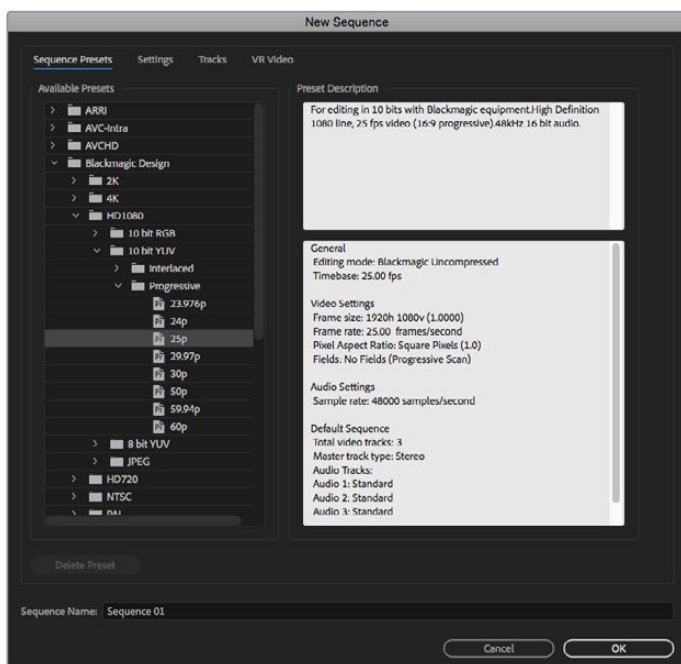 New Sequence
Sequence Presets Settings Tracks VR Video
Available Presets
ARRI
AVC-Intra
AVCHD
Blackmagic Design
2K
4K
HD1080
10 bit RGB
10 bit YUV
Interlaced
Progressive
23.976p
24p
25p
29.97p
30p
50p
59.94p
60p
8 bit YUV
JPEG
HD720
NTSC
PAL
Preset Description
For editing in 10 bits with Blackmagic equipment.High Definition
1080 line, 25 fps video (16:9 progressive).48kHz 16 bit audio.
General
Editing mode: Blackmagic Uncompressed
Timebase: 25.00 fps
Video Settings
Frame size: 1920h 1080v (1.0000)
Frame rate: 25.00 frames/second
Pixel Aspect Ratio: Square Pixels (1.0)
Fields: No Fields (Progressive Scan)
Audio Settings
Sample rate: 48000 samples/second
Default Sequence
Total video tracks: 3
Master track type: Stereo
Audio Tracks:
Audio 1: Standard
Audio 2: Standard
Audio 3: Standard
Delete Preset
Sequence Name: Sequence 01
Cancel OK